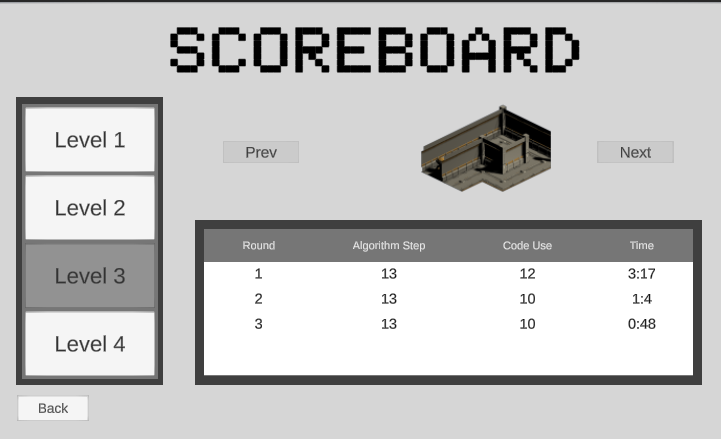 SCOREBOARD
Level 1
Level 2
Level 3
Level 4
Back
Prev
Next
Round Algorithm Step Code Use Time
1 13 12 3:17
2 13 10 1:4
3 13 10 0:48